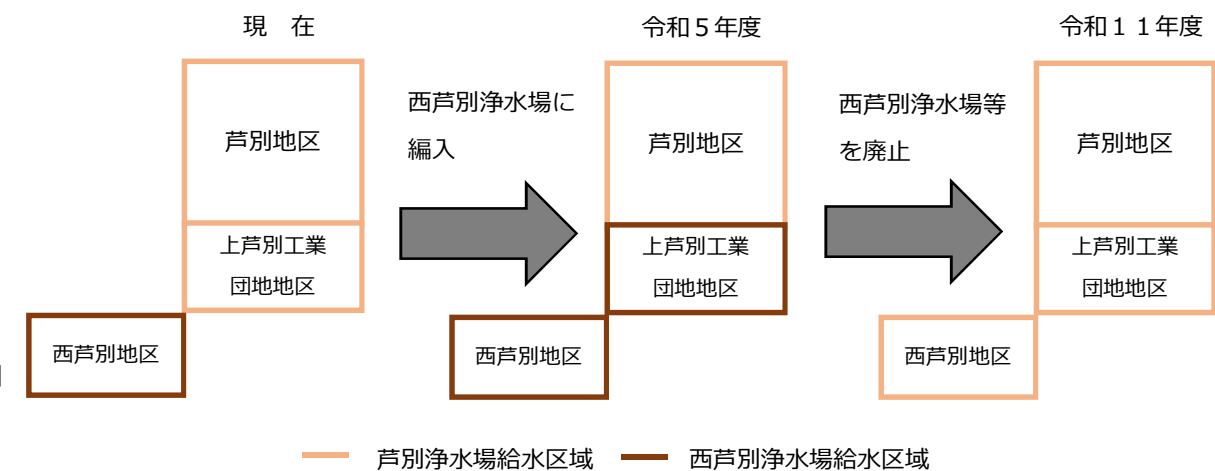 現　在
令和５年度
令和１１年度
西芦別浄水場に
編入
西芦別浄水場等
を廃止
芦別地区
上芦別工業
団地地区
西芦別地区
芦別地区
上芦別工業
団地地区
西芦別地区
芦別地区
上芦別工業
団地地区
西芦別地区
芦別浄水場給水区域
西芦別浄水場給水区域